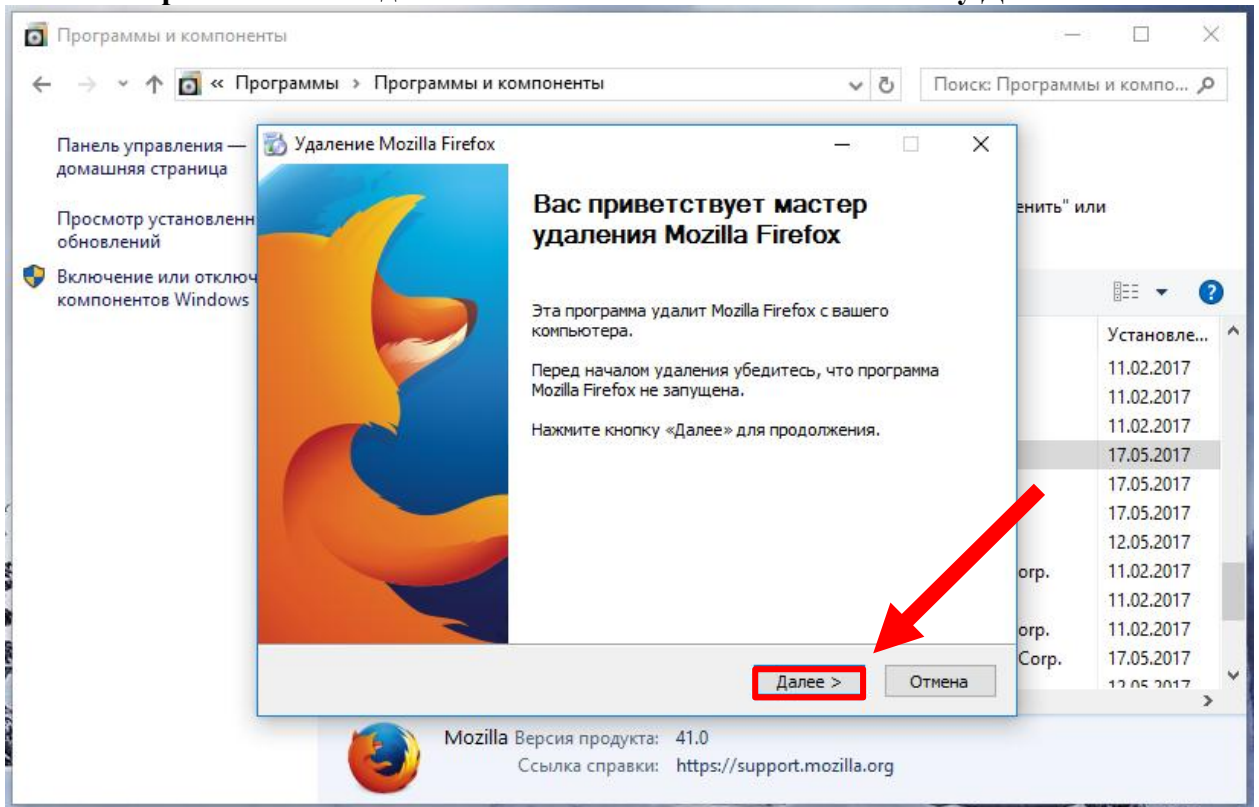 Программы и компоненты
« Программы › Программы и компоненты
Поиск: Программы и компо...
Панель управления —
домашняя страница
Просмотр установленн
обновлений
Включение или отключ
компонентов Windows
Удаление Mozilla Firefox
Вас приветствует мастер
удаления Mozilla Firefox
Эта программа удалит Mozilla Firefox с вашего
компьютера.
Перед началом удаления убедитесь, что программа
Mozilla Firefox не запущена.
Нажмите кнопку «Далее» для продолжения.
Далее >
Отмена
енить" или
Установле...
11.02.2017
11.02.2017
11.02.2017
17.05.2017
17.05.2017
17.05.2017
12.05.2017
orp. 11.02.2017
11.02.2017
orp. 11.02.2017
Corp. 17.05.2017
12.05.2017
Mozilla Версия продукта: 41.0
Ссылка справки: https://support.mozilla.org